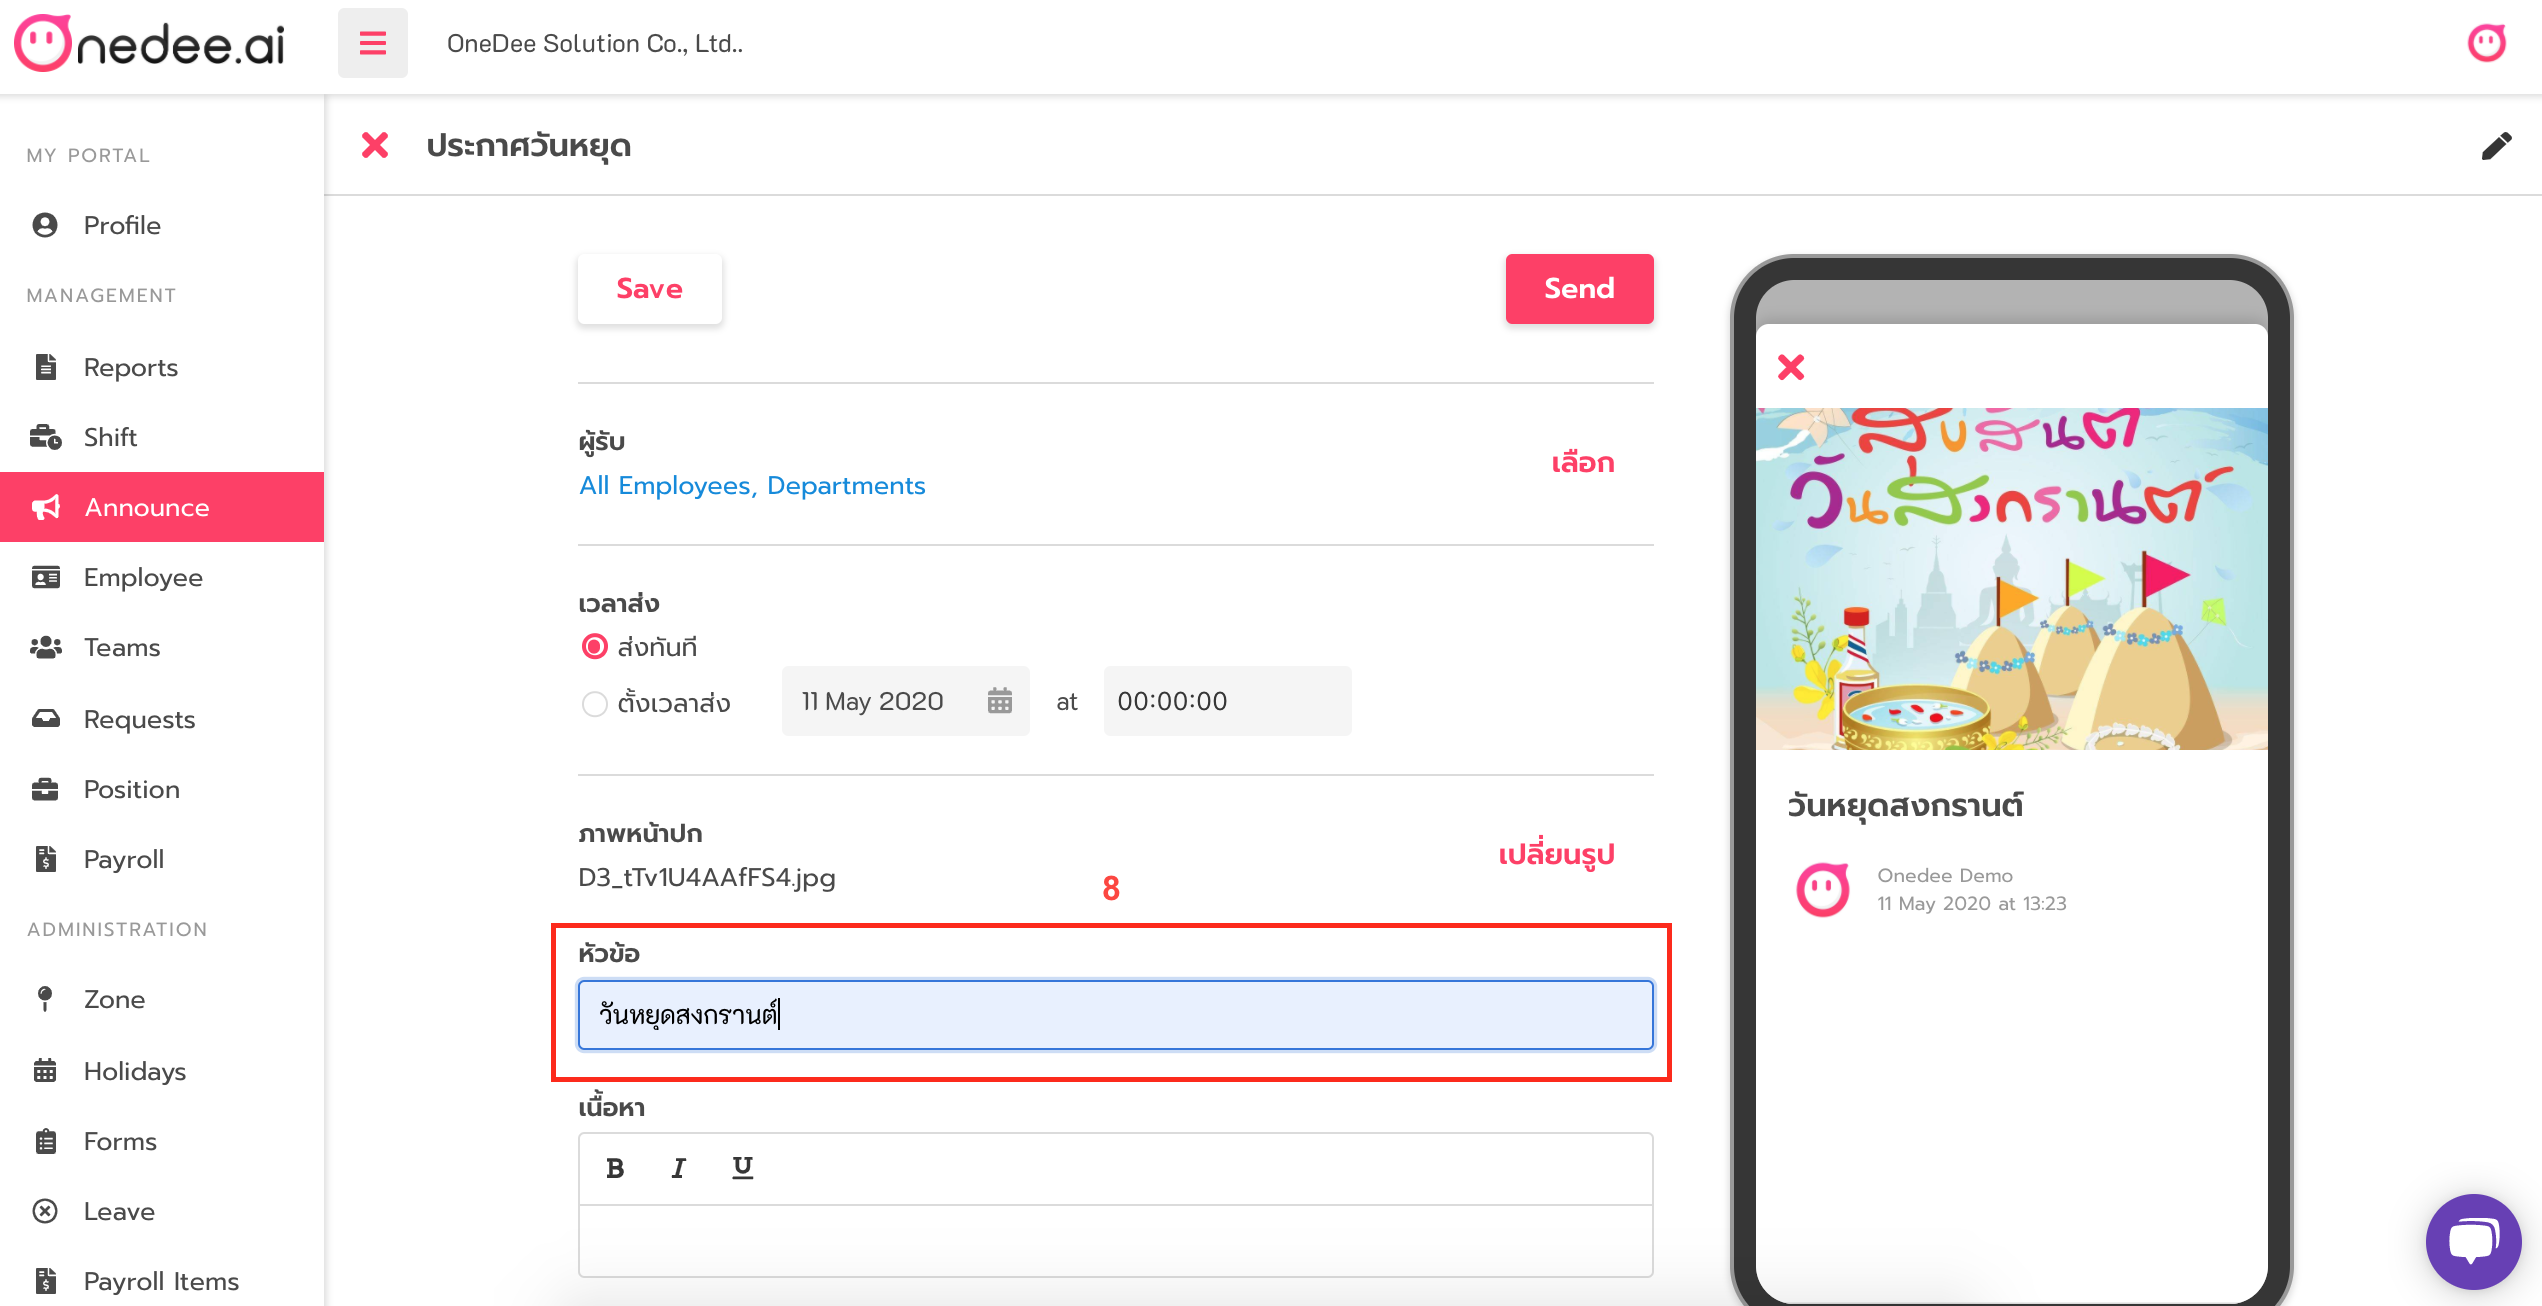 Onedee.ai
OneDee Solution Co., Ltd..
MY PORTAL
Profile
MANAGEMENT
Reports
Shift
Announce
Employee
Teams
Requests
Position
Payroll
ADMINISTRATION
Zone
Holidays
Forms
Leave
Payroll Items
ประกาศวันหยุด
Save
Send
ผู้รับ
All Employees, Departments
เลือก
เวลาส่ง
ส่งทันที
ตั้งเวลาส่ง
11 May 2020
at
00:00:00
ภาพหน้าปก
D3_tTv1U4AAfFS4.jpg
เปลี่ยนรูป
8
หัวข้อ
วันหยุดสงกรานต์
เนื้อหา
B I U
สุขสันต์
วันสงกรานต์
วันหยุดสงกรานต์
Onedee Demo
11 May 2020 at 13:23